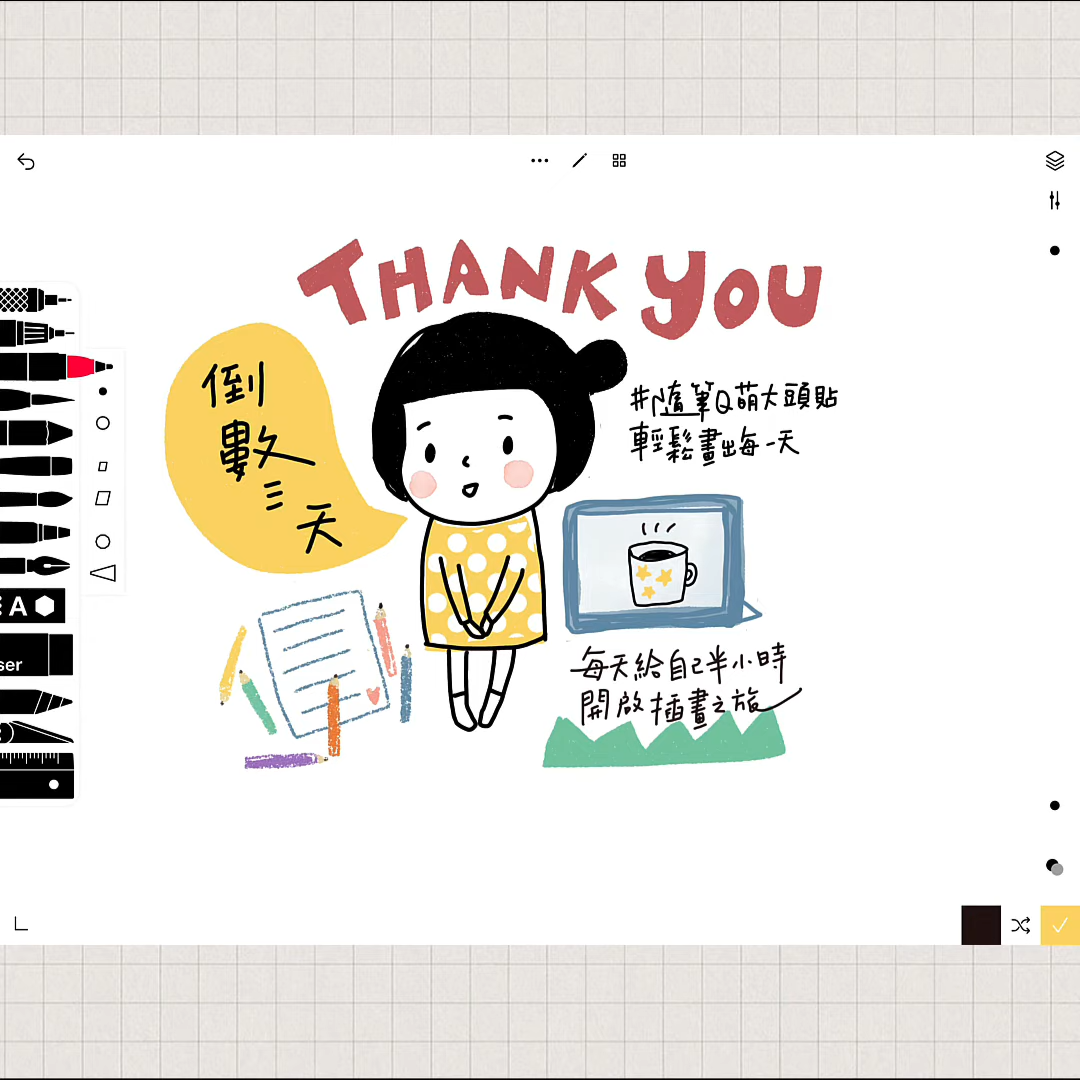 THANK YOU
倒
數
三
天
#隨筆Q萌大頭貼
輕鬆畫出每一天
每天給自己半小時
開啟插畫之旅
A
ser